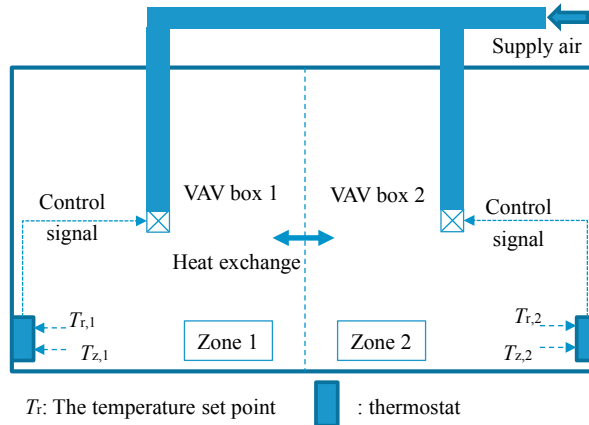 Supply air
VAV box 1
VAV box 2
Control
signal
Control
signal
Heat exchange
Tr,1
Tz,1
Zone 1
Zone 2
Tr,2
Tz,2
Tr: The temperature set point
: thermostat